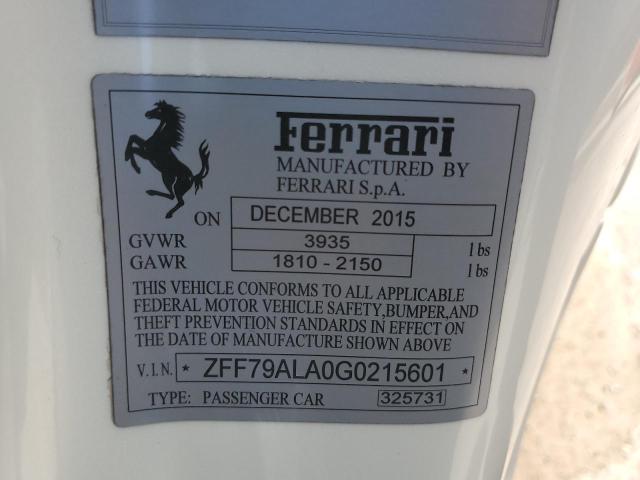 Ferrari
MANUFACTURED BY
FERRARI S.p.A.
ON DECEMBER 2015
GVWR 3935 lbs
GAWR 1810 - 2150 lbs
THIS VEHICLE CONFORMS TO ALL APPLICABLE
FEDERAL MOTOR VEHICLE SAFETY,BUMPER,AND
THEFT PREVENTION STANDARDS IN EFFECT ON
THE DATE OF MANUFACTURE SHOWN ABOVE
V.I.N. * ZFF79ALA0G0215601 *
TYPE: PASSENGER CAR 325731